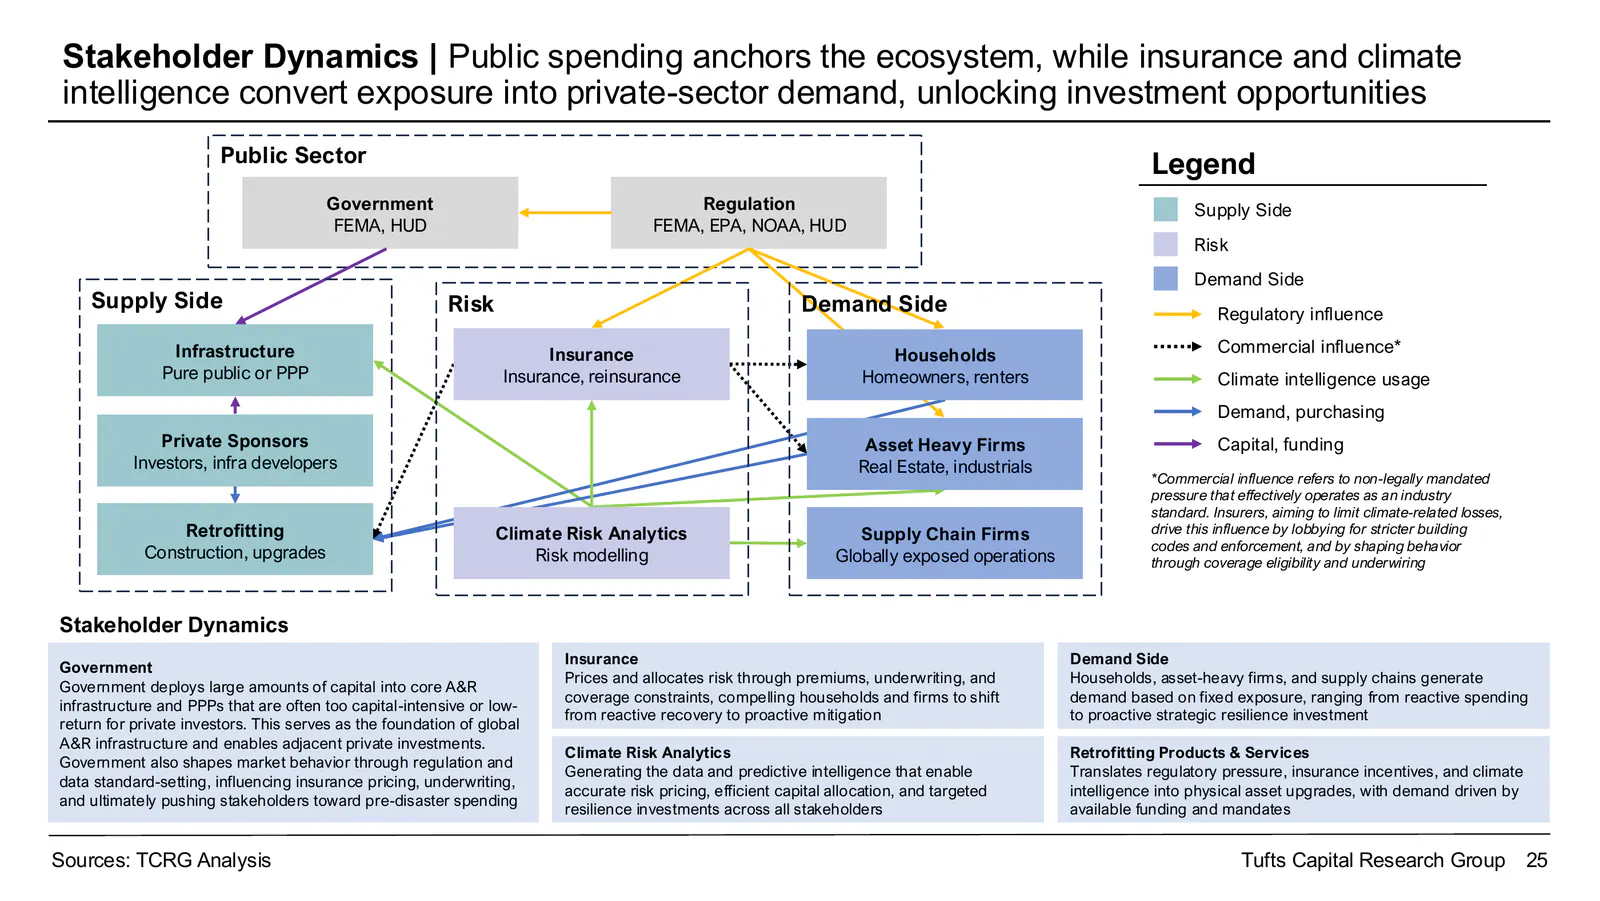 Stakeholder Dynamics | Public spending anchors the ecosystem, while insurance and climate
intelligence convert exposure into private-sector demand, unlocking investment opportunities
Public Sector
Government
FEMA, HUD
Regulation
FEMA, EPA, NOAA, HUD
Supply Side
Infrastructure
Pure public or PPP
Private Sponsors
Investors, infra developers
Retrofitting
Construction, upgrades
Risk
Insurance
Insurance, reinsurance
Climate Risk Analytics
Risk modelling
Demand Side
Households
Homeowners, renters
Asset Heavy Firms
Real Estate, industrials
Supply Chain Firms
Globally exposed operations
Legend
Supply Side
Risk
Demand Side
Regulatory influence
Commercial influence*
Climate intelligence usage
Demand, purchasing
Capital, funding
*Commercial influence refers to non-legally mandated
pressure that effectively operates as an industry
standard. Insurers, aiming to limit climate-related losses,
drive this influence by lobbying for stricter building
codes and enforcement, and by shaping behavior
through coverage eligibility and underwiring
Stakeholder Dynamics
Government
Government deploys large amounts of capital into core A&R
infrastructure and PPPs that are often too capital-intensive or low-
return for private investors. This serves as the foundation of global
A&R infrastructure and enables adjacent private investments.
Government also shapes market behavior through regulation and
data standard-setting, influencing insurance pricing, underwriting,
and ultimately pushing stakeholders toward pre-disaster spending
Insurance
Prices and allocates risk through premiums, underwriting, and
coverage constraints, compelling households and firms to shift
from reactive recovery to proactive mitigation
Climate Risk Analytics
Generating the data and predictive intelligence that enable
accurate risk pricing, efficient capital allocation, and targeted
resilience investments across all stakeholders
Demand Side
Households, asset-heavy firms, and supply chains generate
demand based on fixed exposure, ranging from reactive spending
to proactive strategic resilience investment
Retrofitting Products & Services
Translates regulatory pressure, insurance incentives, and climate
intelligence into physical asset upgrades, with demand driven by
available funding and mandates
Sources: TCRG Analysis
Tufts Capital Research Group 25